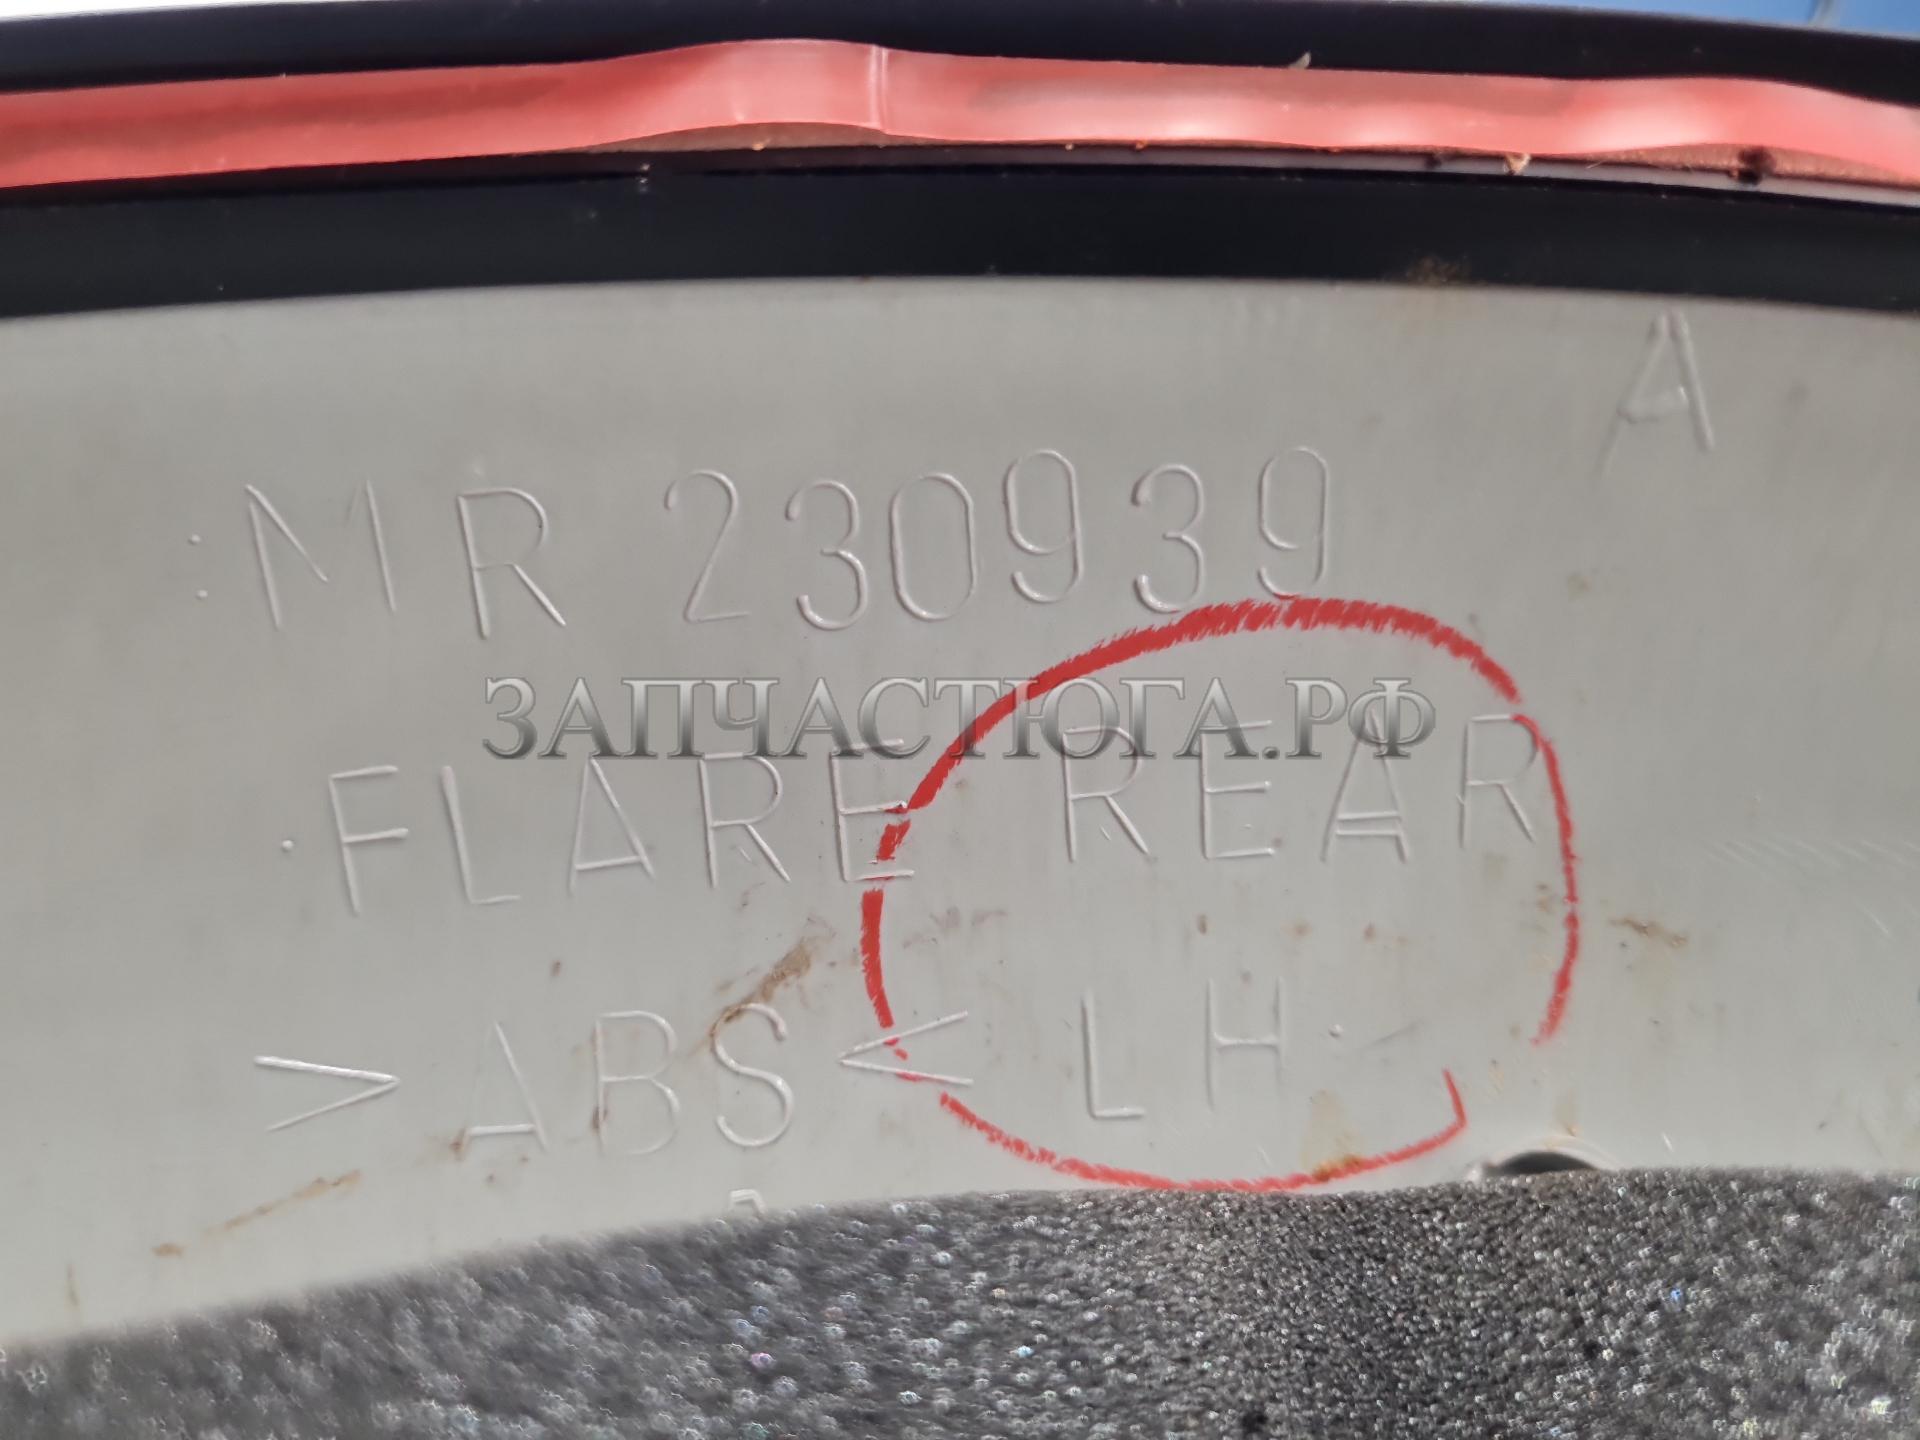 A
:MR 230939
ЗАПЧАСТЮГА.РФ
·FLARE REAR
>ABS< LH·